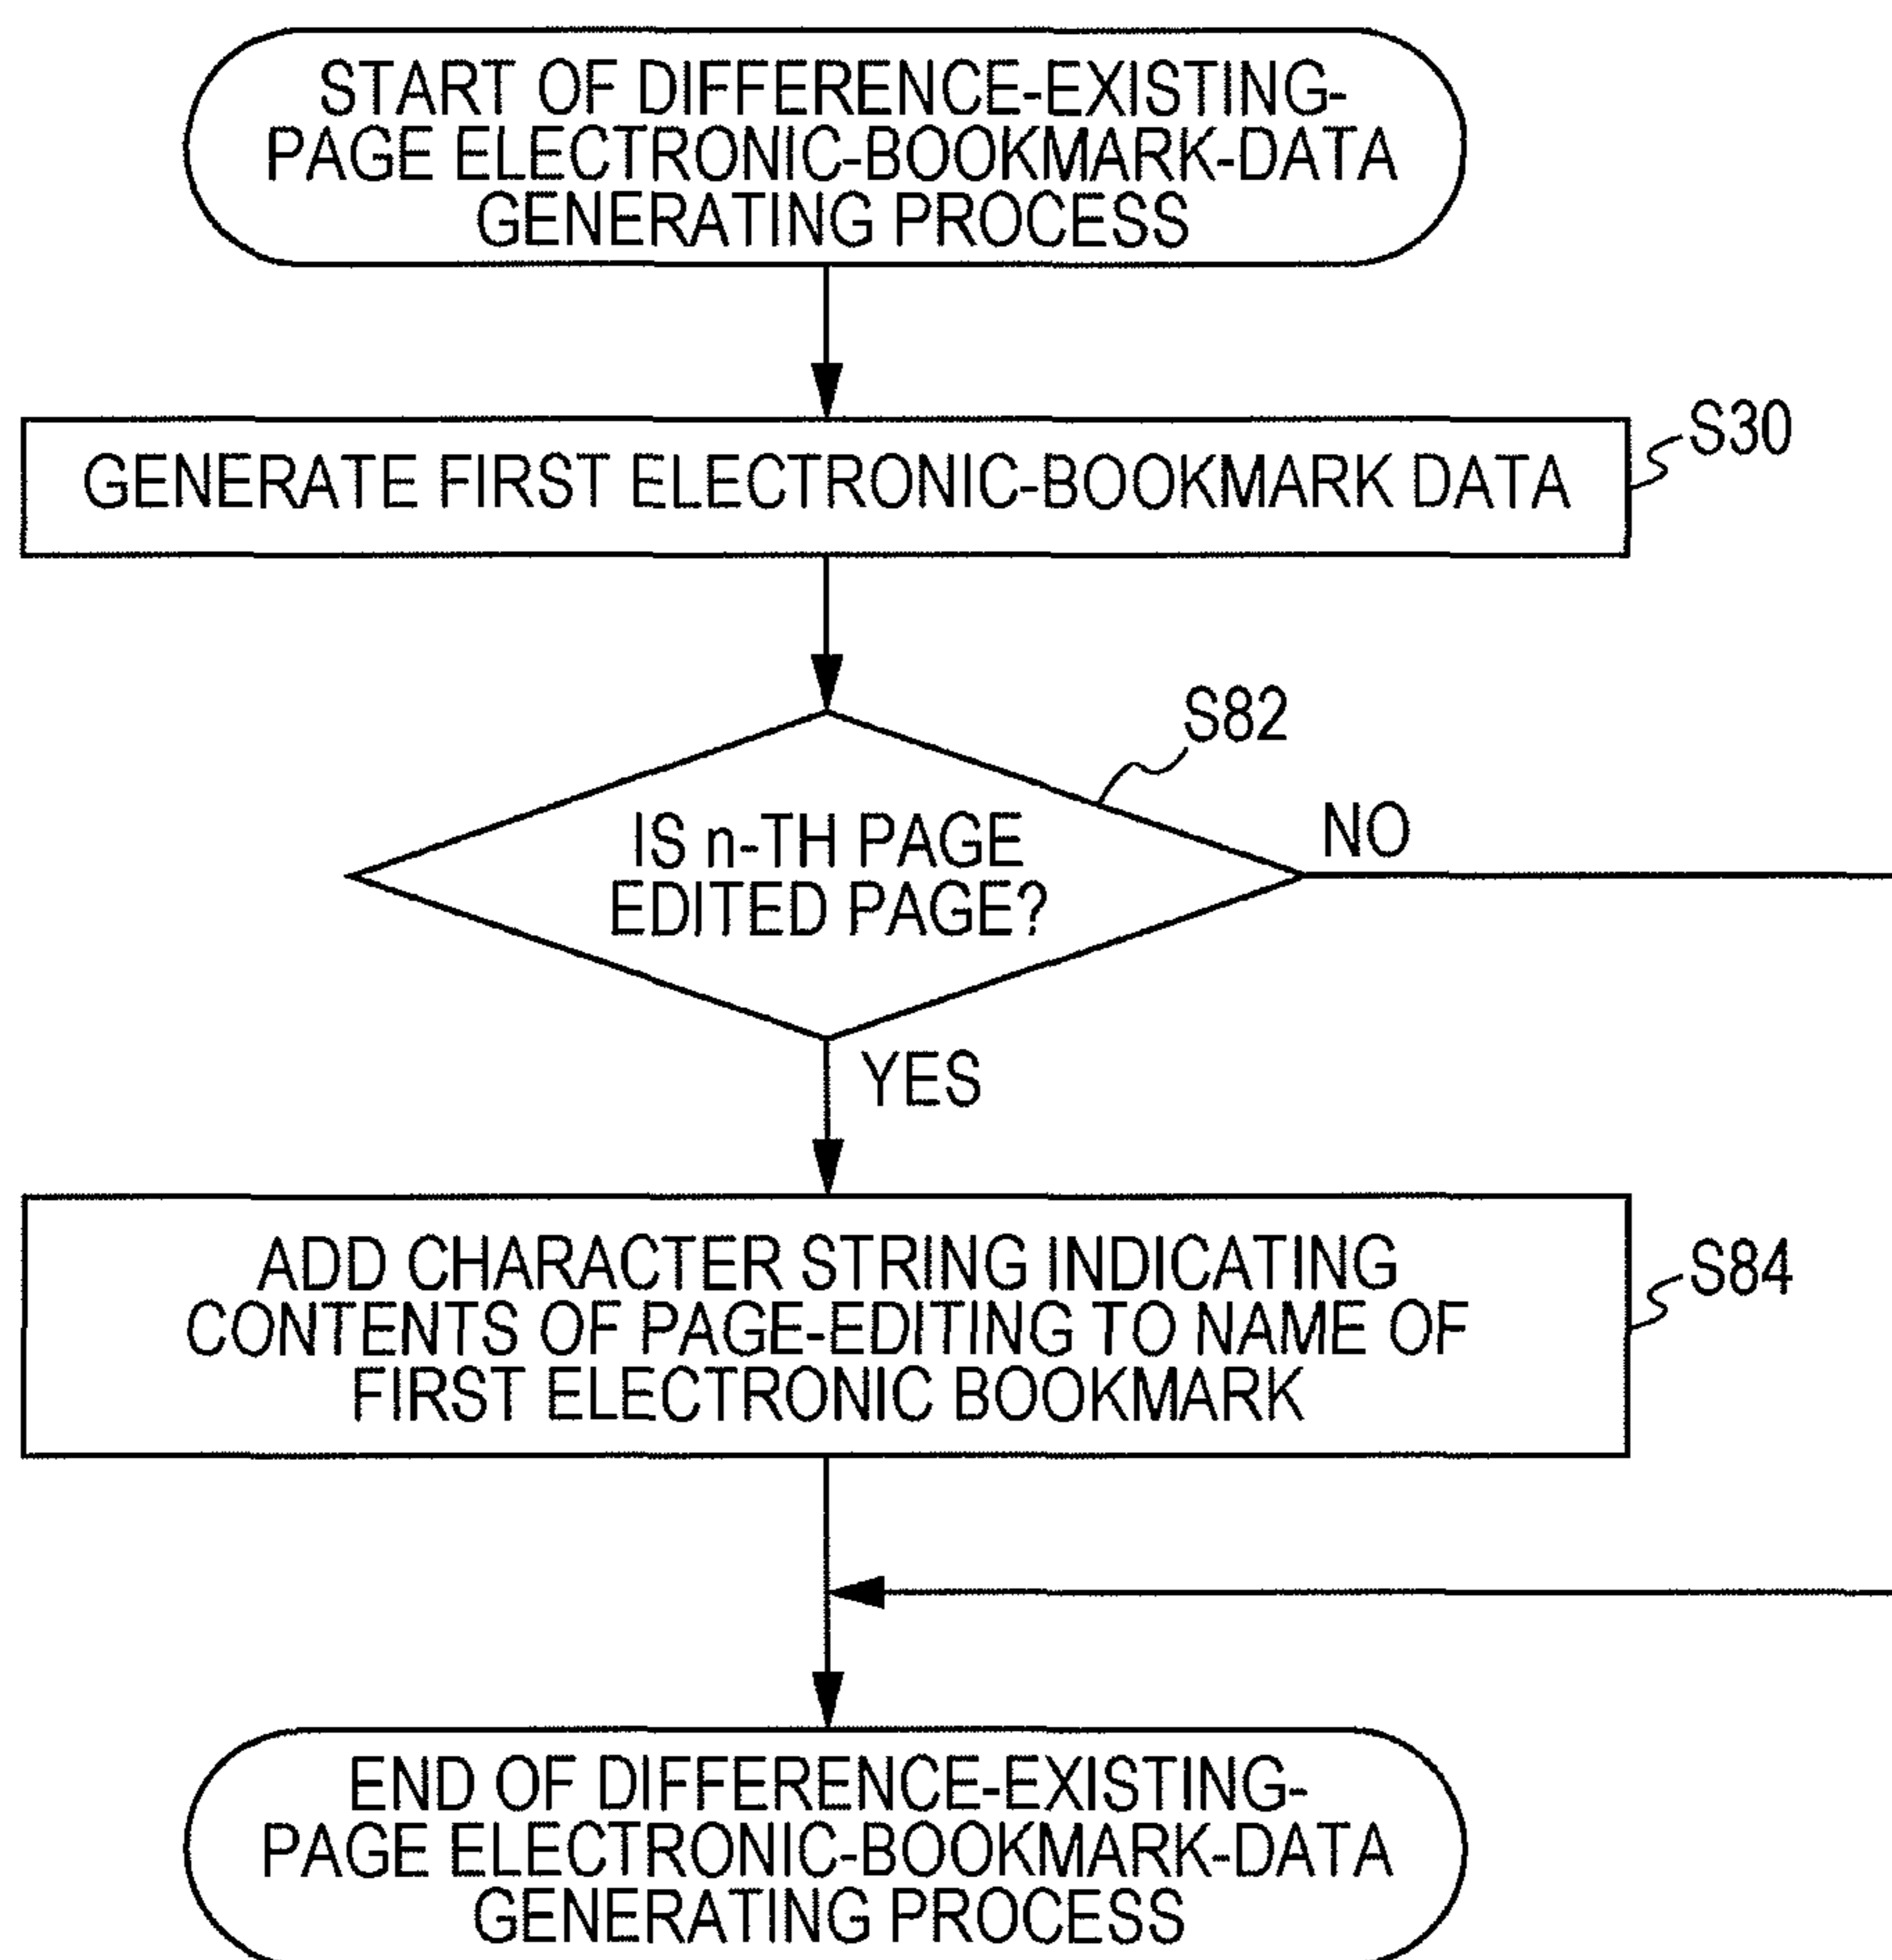 START OF DIFFERENCE-EXISTING-
PAGE ELECTRONIC-BOOKMARK-DATA
GENERATING PROCESS
S30
GENERATE FIRST ELECTRONIC-BOOKMARK DATA
S82
IS n-TH PAGE
EDITED PAGE?
NO
YES
ADD CHARACTER STRING INDICATING
CONTENTS OF PAGE-EDITING TO NAME OF
FIRST ELECTRONIC BOOKMARK
S84
END OF DIFFERENCE-EXISTING-
PAGE ELECTRONIC-BOOKMARK-DATA
GENERATING PROCESS